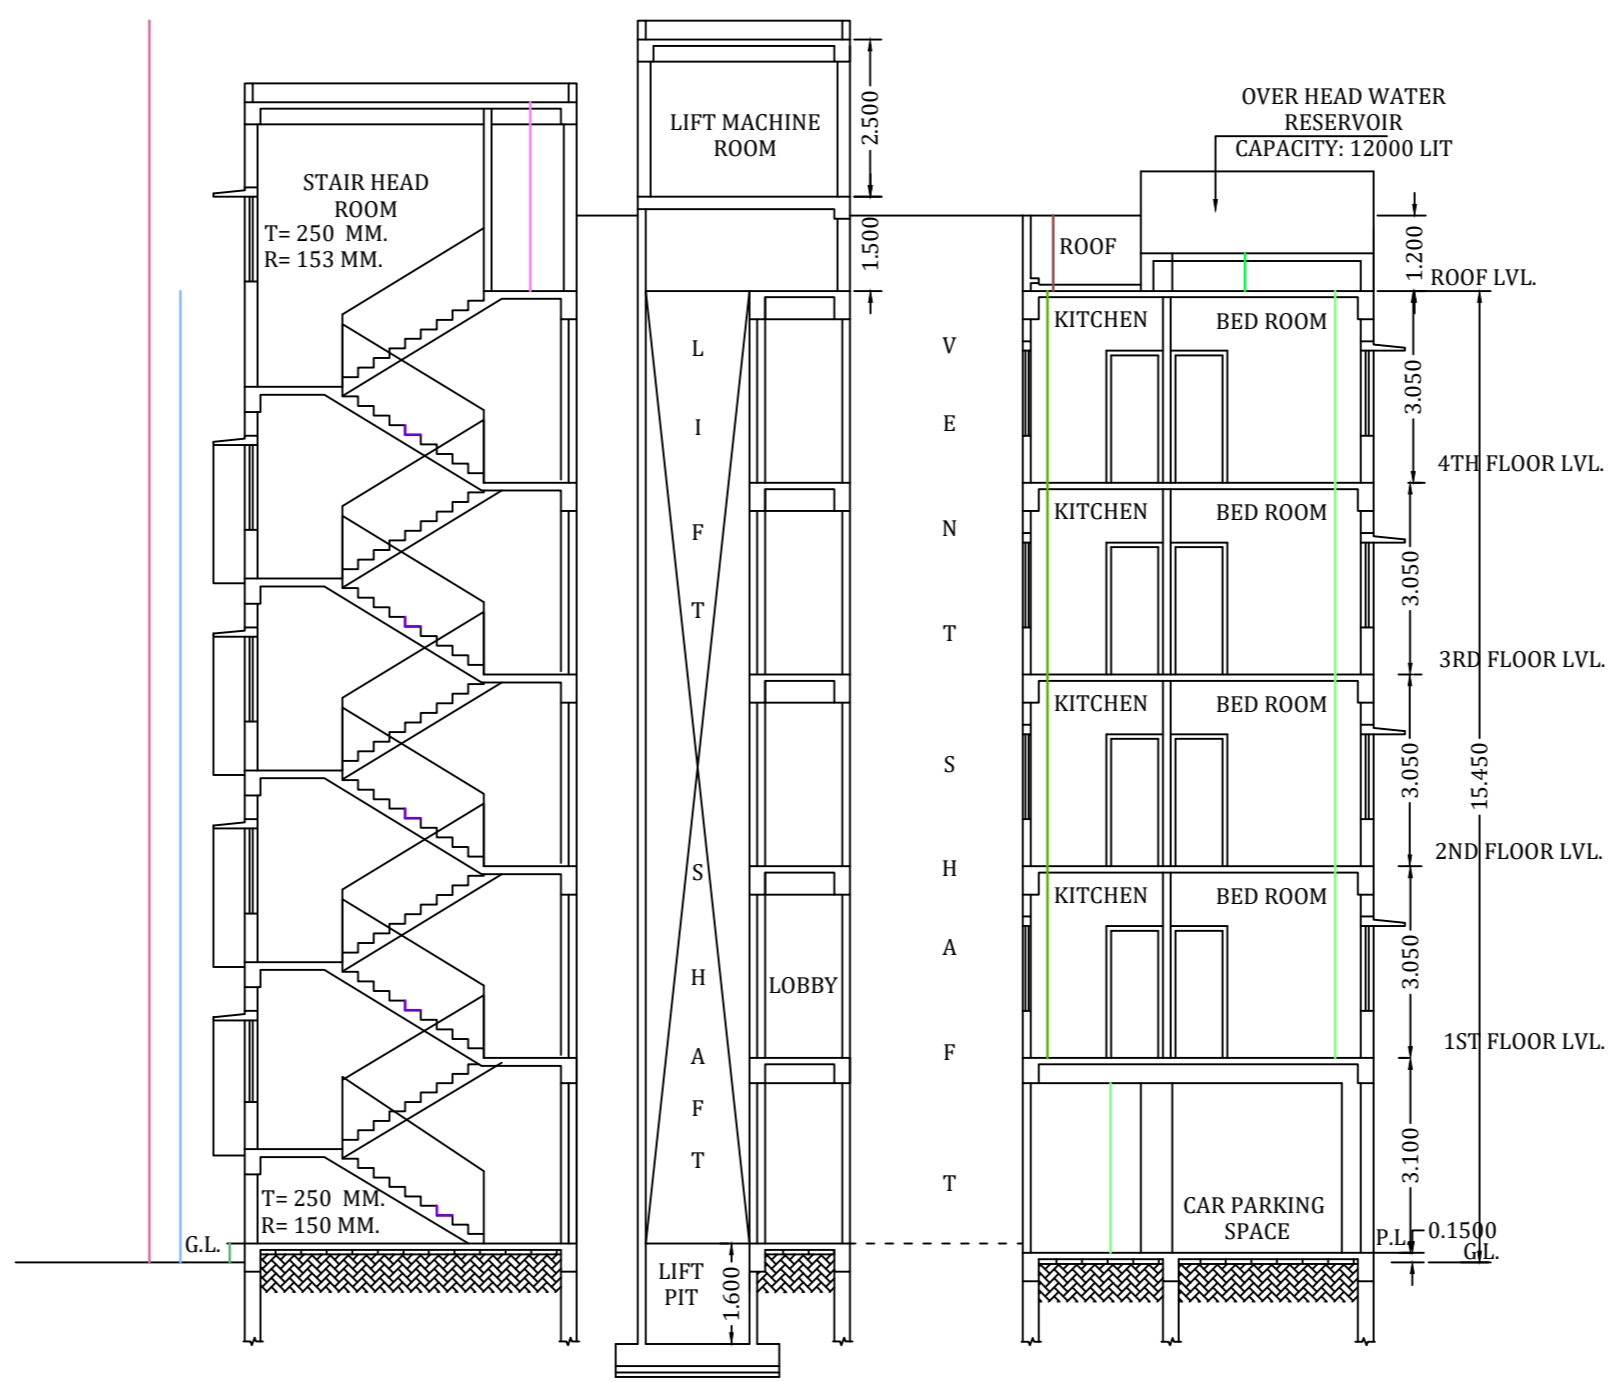 OVER HEAD WATER
RESERVOIR
CAPACITY: 12000 LIT
LIFT MACHINE
ROOM
2.500
STAIR HEAD
ROOM
T= 250 MM.
R= 153 MM.
1.500
ROOF
1.200
ROOF LVL.
KITCHEN
BED ROOM
3.050
4TH FLOOR LVL.
KITCHEN
BED ROOM
3.050
3RD FLOOR LVL.
KITCHEN
BED ROOM
3.050
15.450
2ND FLOOR LVL.
KITCHEN
BED ROOM
3.050
1ST FLOOR LVL.
LIFT SHAFT
VENT SHAFT
LOBBY
3.100
T= 250 MM.
R= 150 MM.
CAR PARKING
SPACE
G.L.
P.L.
0.1500
G.L.
LIFT
PIT
1.600